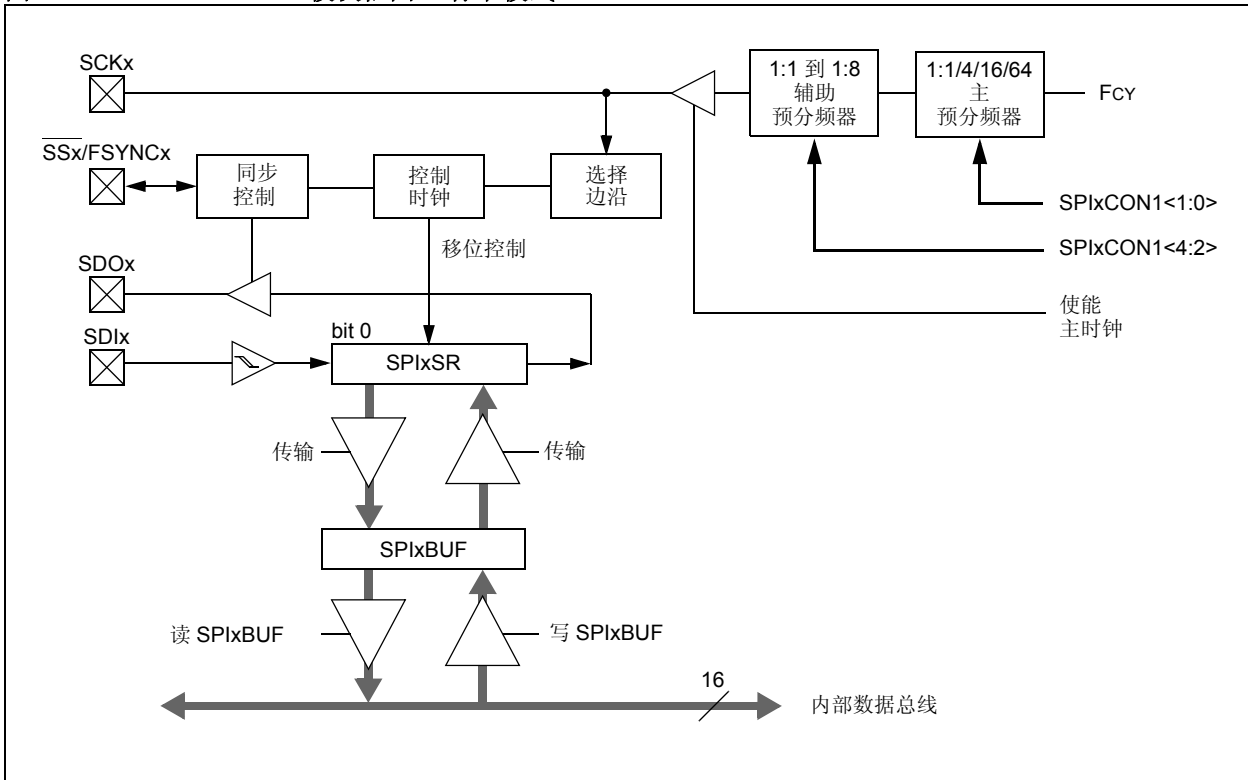 SCKx
1:1 到 1:8
辅助
预分频器
1:1/4/16/64
主
预分频器
FCY
SSx/FSYNCx
同步
控制
控制
时钟
选择
边沿
SPIxCON1<1:0>
SPIxCON1<4:2>
移位控制
SDOx
使能
主时钟
SDIx
bit 0
SPIxSR
传输
传输
SPIxBUF
读 SPIxBUF
写 SPIxBUF
16
内部数据总线